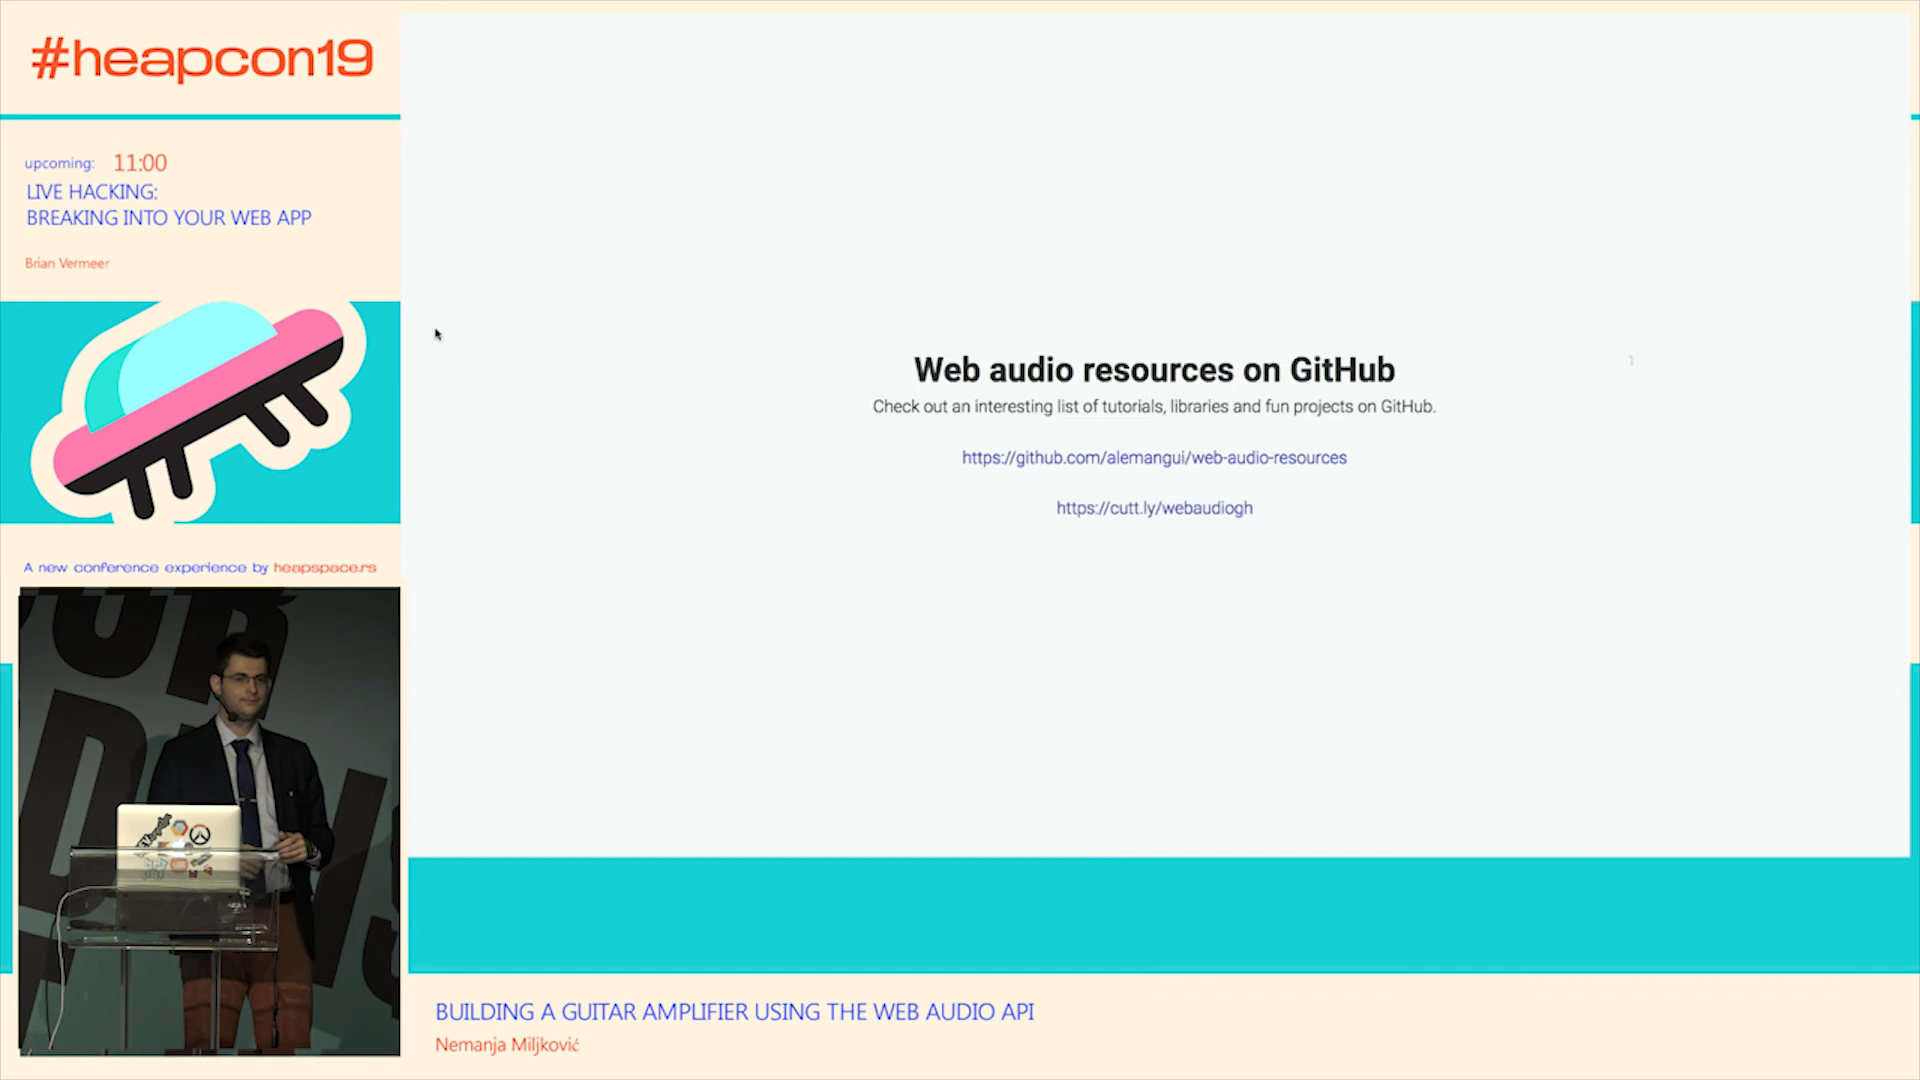 #heapcon19
upcoming: 11:00
LIVE HACKING:
BREAKING INTO YOUR WEB APP
Brian Vermeer
A new conference experience by heapspace.rs
Web audio resources on GitHub
Check out an interesting list of tutorials, libraries and fun projects on GitHub.
https://github.com/alemangui/web-audio-resources
https://cutt.ly/webaudiogh
BUILDING A GUITAR AMPLIFIER USING THE WEB AUDIO API
Nemanja Miljković